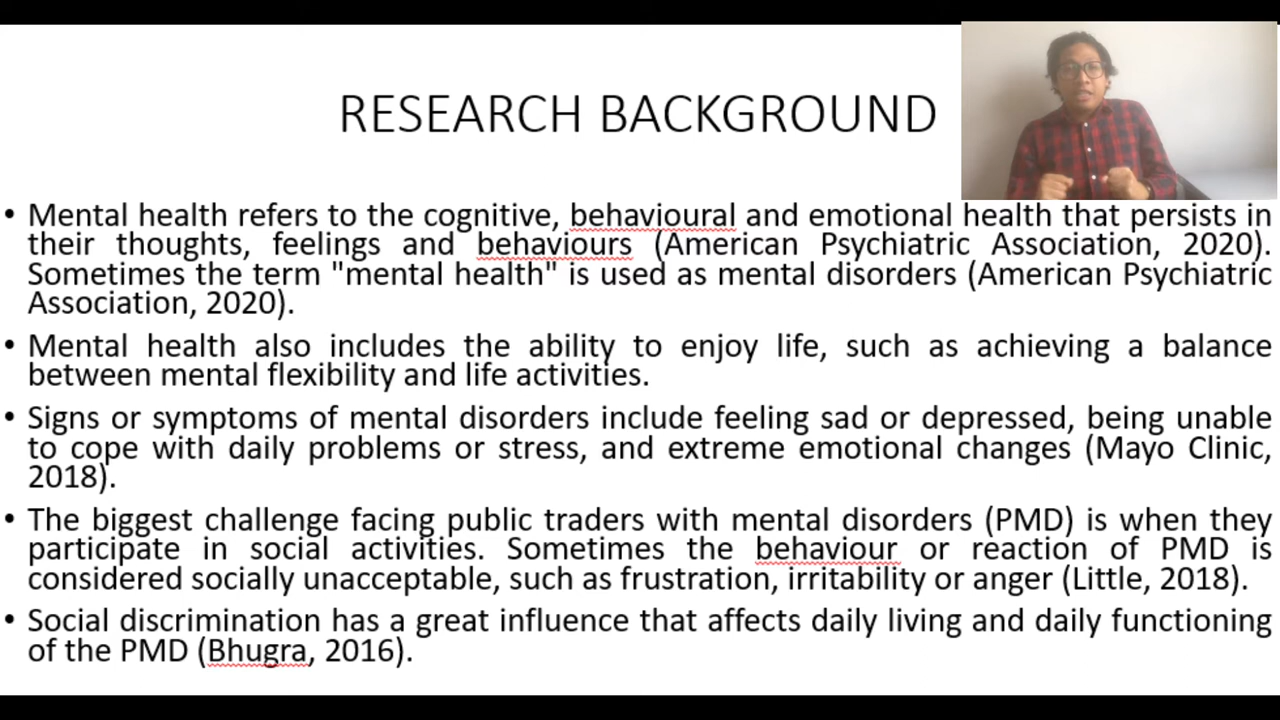 RESEARCH BACKGROUND
• Mental health refers to the cognitive, behavioural and emotional health that persists in
their thoughts, feelings and behaviours (American Psychiatric Association, 2020).
Sometimes the term "mental health" is used as mental disorders (American Psychiatric
Association, 2020).
• Mental health also includes the ability to enjoy life, such as achieving a balance
between mental flexibility and life activities.
• Signs or symptoms of mental disorders include feeling sad or depressed, being unable
to cope with daily problems or stress, and extreme emotional changes (Mayo Clinic,
2018).
• The biggest challenge facing public traders with mental disorders (PMD) is when they
participate in social activities. Sometimes the behaviour or reaction of PMD is
considered socially unacceptable, such as frustration, irritability or anger (Little, 2018).
• Social discrimination has a great influence that affects daily living and daily functioning
of the PMD (Bhugra, 2016).